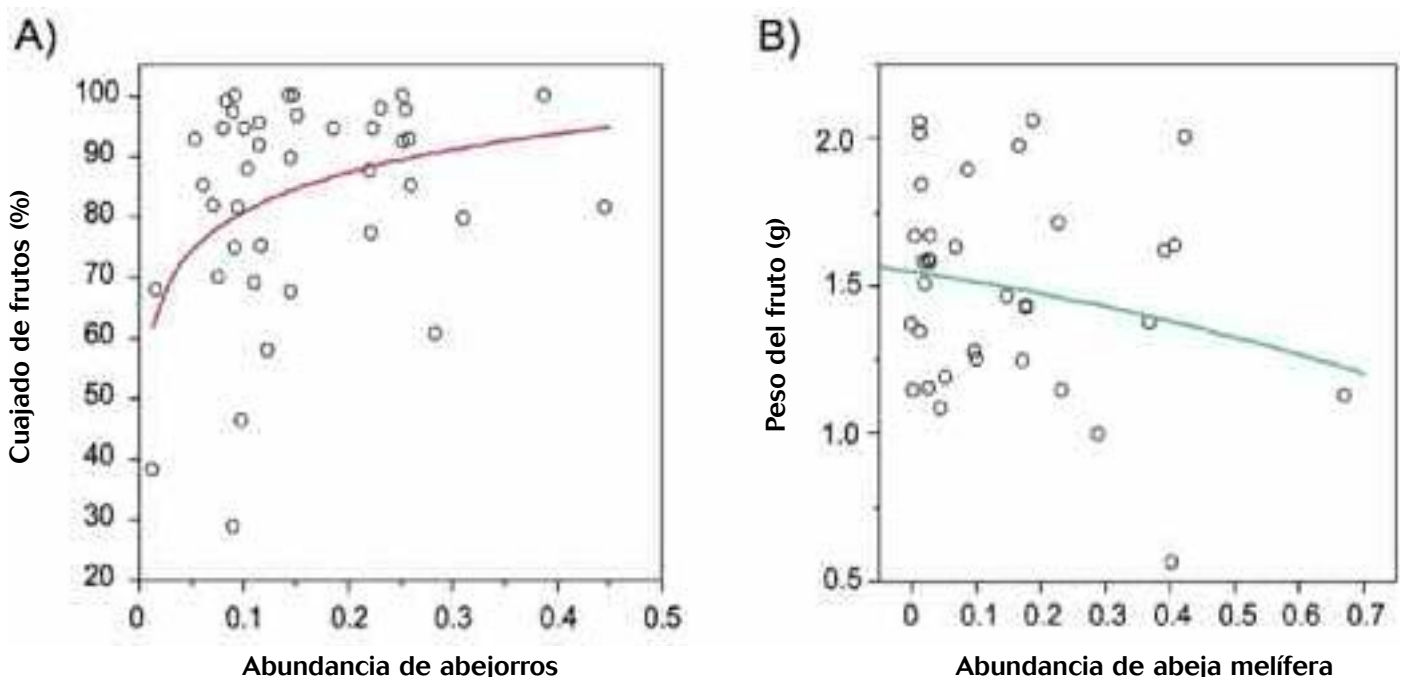 A)
Cuajado de frutos (%)
100
90
80
70
60
50
40
30
20
0 0.1 0.2 0.3 0.4 0.5
Abundancia de abejorros
B)
Peso del fruto (g)
2.0
1.5
1.0
0.5
0 0.1 0.2 0.3 0.4 0.5 0.6 0.7
Abundancia de abeja melífera